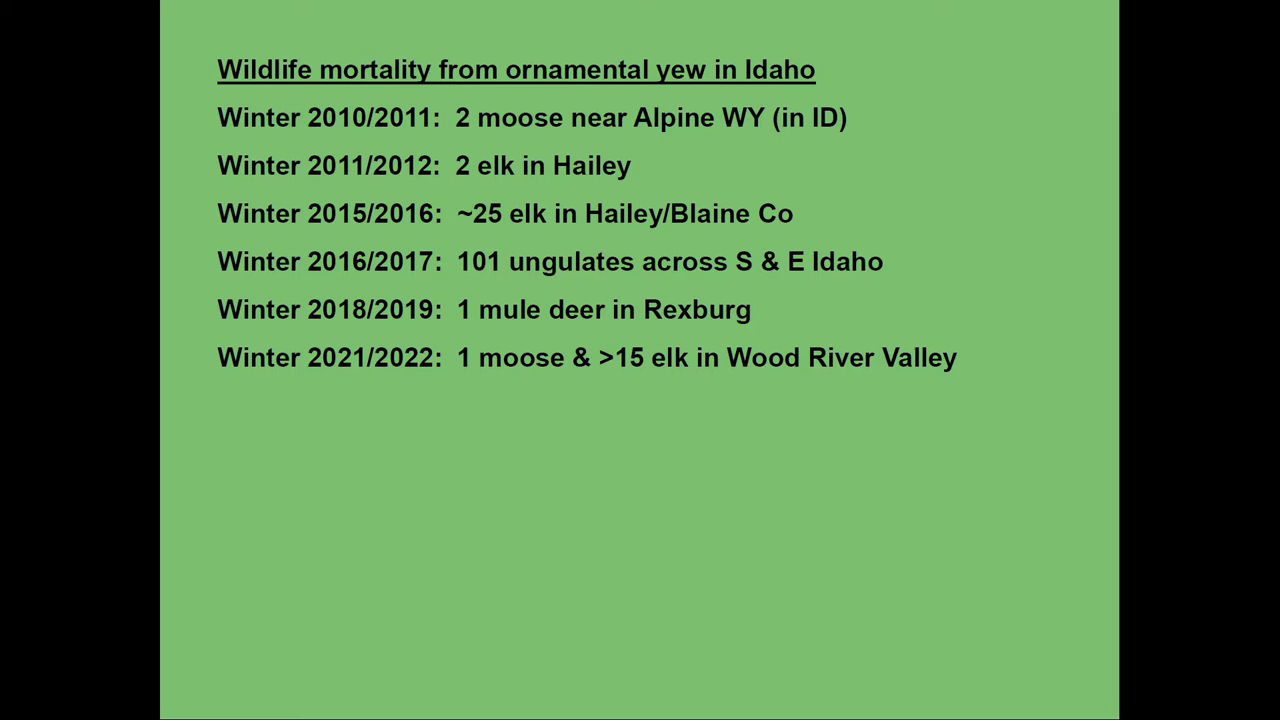 Wildlife mortality from ornamental yew in Idaho
Winter 2010/2011:  2 moose near Alpine WY (in ID)
Winter 2011/2012:  2 elk in Hailey
Winter 2015/2016:  ~25 elk in Hailey/Blaine Co
Winter 2016/2017:  101 ungulates across S & E Idaho
Winter 2018/2019:  1 mule deer in Rexburg
Winter 2021/2022:  1 moose & >15 elk in Wood River Valley